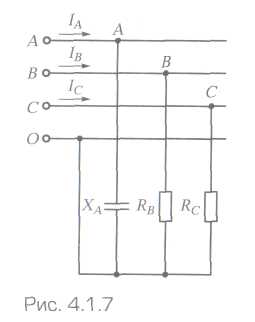 I_A
A A
I_B
B B
I_C
C C
O
X_A R_B R_C
Рис. 4.1.7